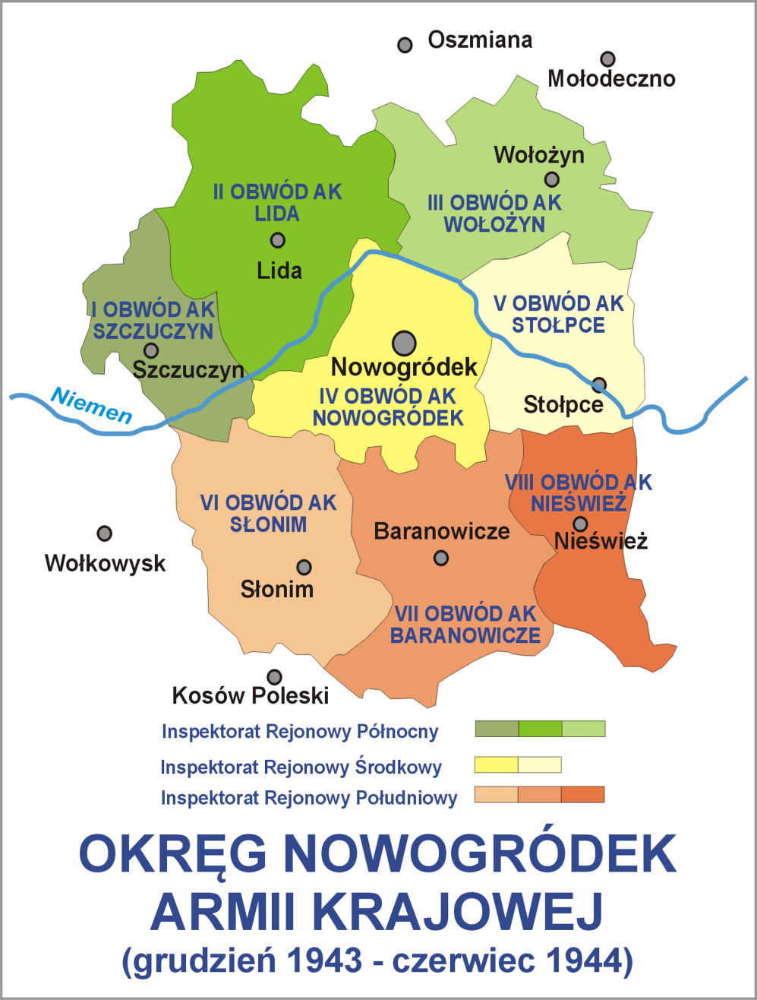 Oszmiana
Mołodeczno
Wołożyn
II OBWÓD AK
LIDA
III OBWÓD AK
WOŁOŻYN
Lida
I OBWÓD AK
SZCZUCZYN
V OBWÓD AK
STOŁPCE
Szczuczyn
Nowogródek
IV OBWÓD AK
NOWOGRÓDEK
Stołpce
Niemen
VI OBWÓD AK
SŁONIM
VIII OBWÓD AK
NIEŚWIEŻ
Baranowicze
Nieśwież
Wołkowysk
Słonim
VII OBWÓD AK
BARANOWICZE
Kosów Poleski
Inspektorat Rejonowy Północny
Inspektorat Rejonowy Środkowy
Inspektorat Rejonowy Południowy
OKRĘG NOWOGRÓDEK
ARMII KRAJOWEJ
(grudzień 1943 - czerwiec 1944)